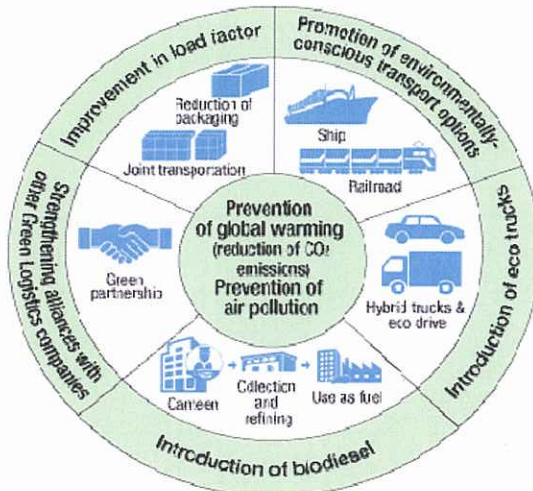 Improvement in load factor
Promotion of environmentally-
conscious transport options
Introduction of eco trucks
Introduction of biodiesel
Strengthening alliances with
other Green Logistics companies
Reduction of
packaging
Joint transportation
Ship
Railroad
Hybrid trucks &
eco drive
Canteen
Collection
and
refining
Use as fuel
Green
partnership
Prevention
of global warming
(reduction of CO₂
emissions)
Prevention of
air pollution